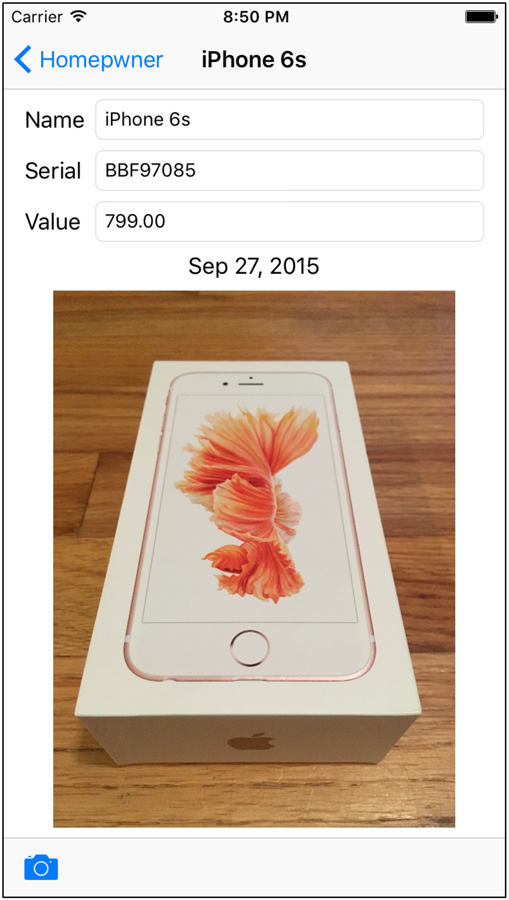 Carrier 8:50 PM
Homepwner iPhone 6s
Name iPhone 6s
Serial BBF97085
Value 799.00
Sep 27, 2015